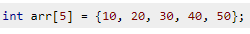 int arr[5] = {10, 20, 30, 40, 50};